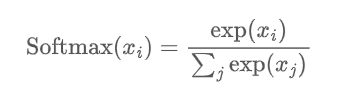 Softmax(x_i) = exp(x_i) / ∑_j exp(x_j)